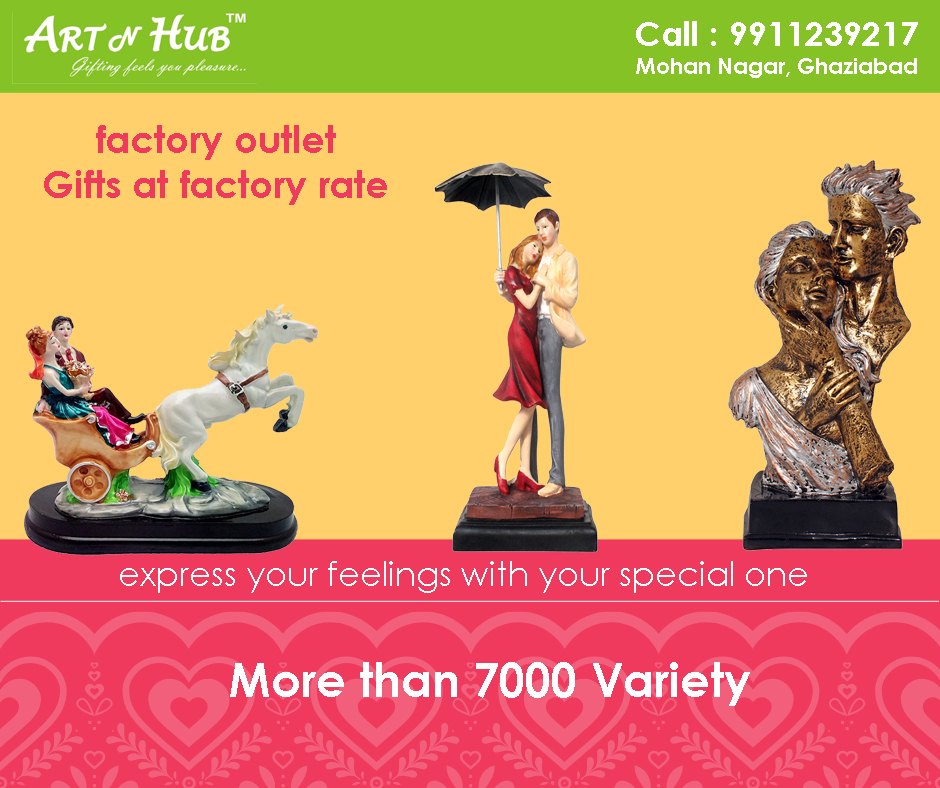 ART N HUB™
Gifting feels you pleasure...
Call : 9911239217
Mohan Nagar, Ghaziabad
factory outlet
Gifts at factory rate
express your feelings with your special one
More than 7000 Variety